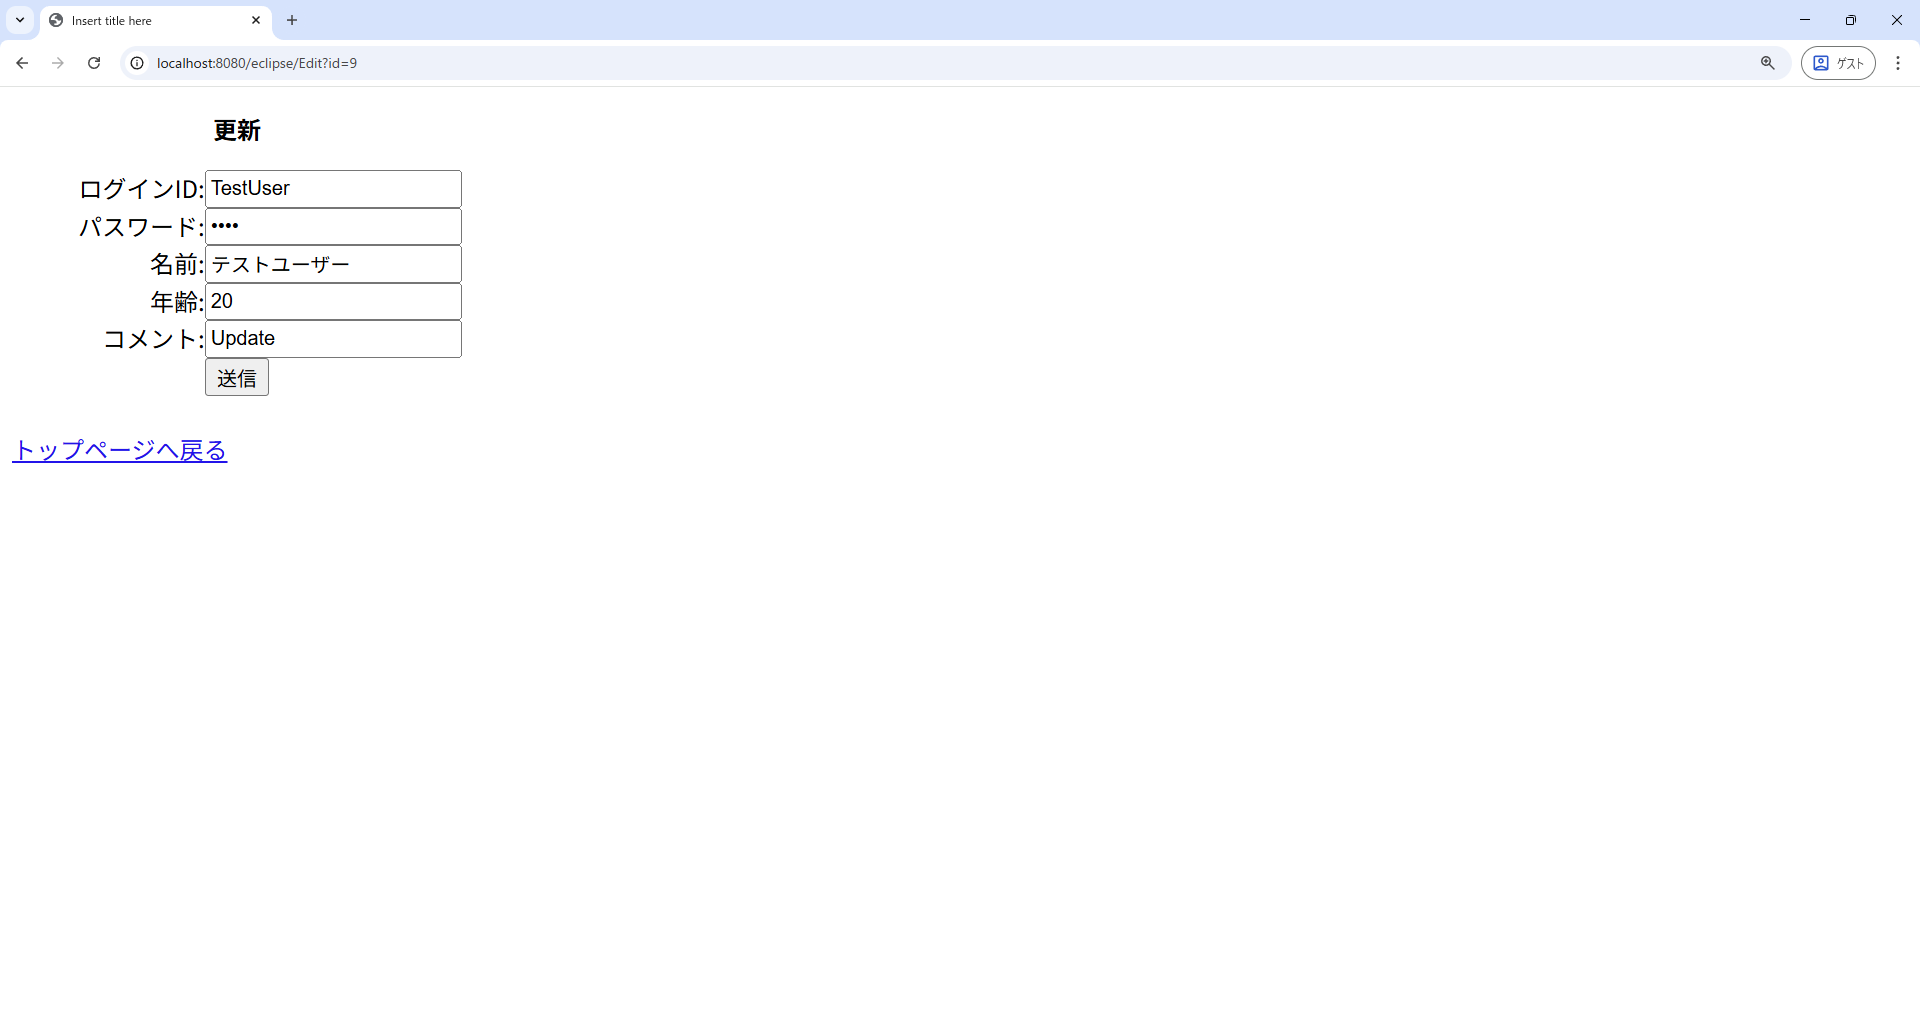 Insert title here
localhost:8080/eclipse/Edit?id=9
ゲスト
更新
ログインID: TestUser
パスワード: ••••
名前: テストユーザー
年齢: 20
コメント: Update
送信
トップページへ戻る